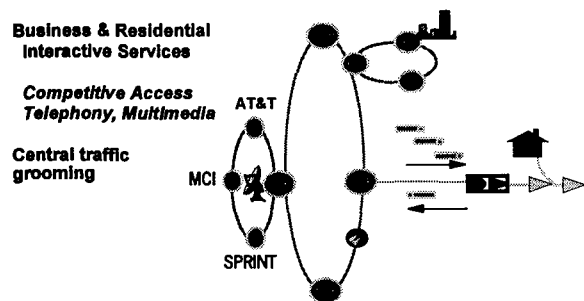 Business & Residential
Interactive Services
Competitive Access
Telephony, Multimedia
AT&T
Central traffic
grooming
MCI
SPRINT